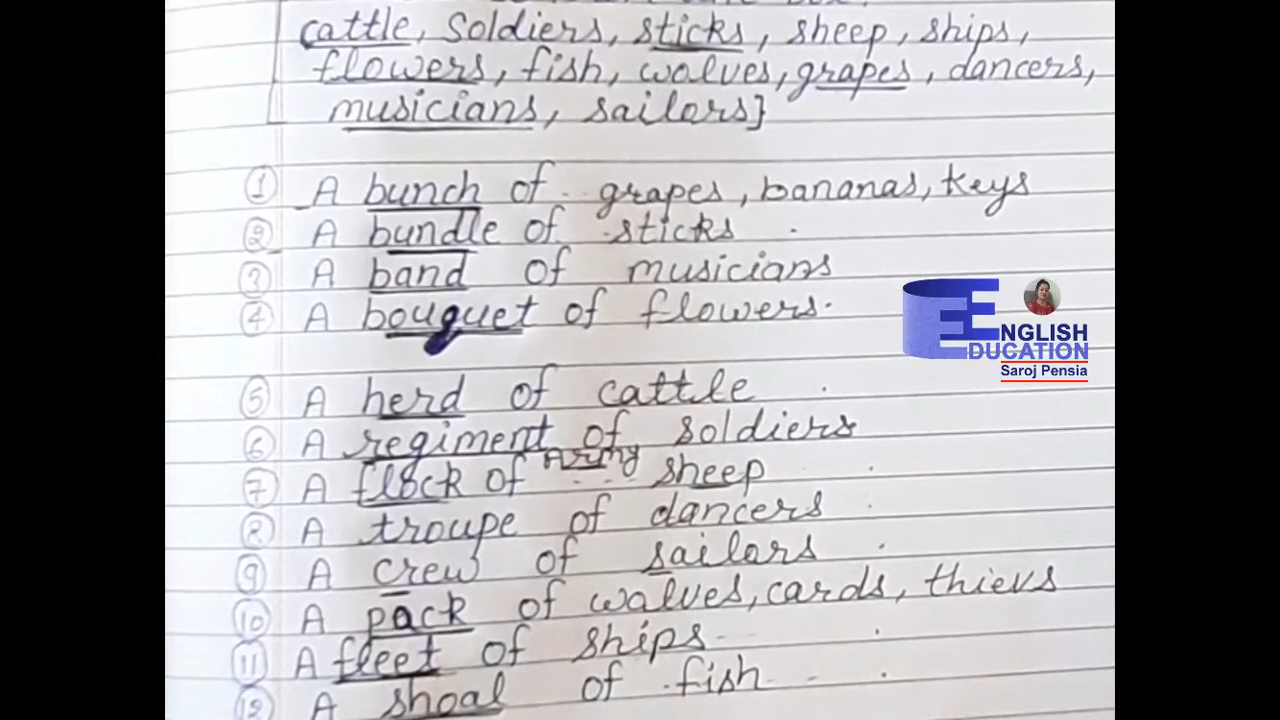 cattle, soldiers, sticks, sheep, ships,
flowers, fish, walves, grapes, dancers,
musicians, sailors}
① A bunch of .. grapes, bananas, keys
② A bundle of sticks
③ A band of musicians
④ A bouquet of flowers.
⑤ A herd of cattle
⑥ A regiment of soldiers
Army
⑦ A flock of ... sheep
⑧ A troupe of dancers
⑨ A crew of sailors
⑩ A pack of walves, cards, thievs
⑪ A fleet of ships
⑫ A shoal of fish
ENGLISH
EDUCATION
Saroj Pensia